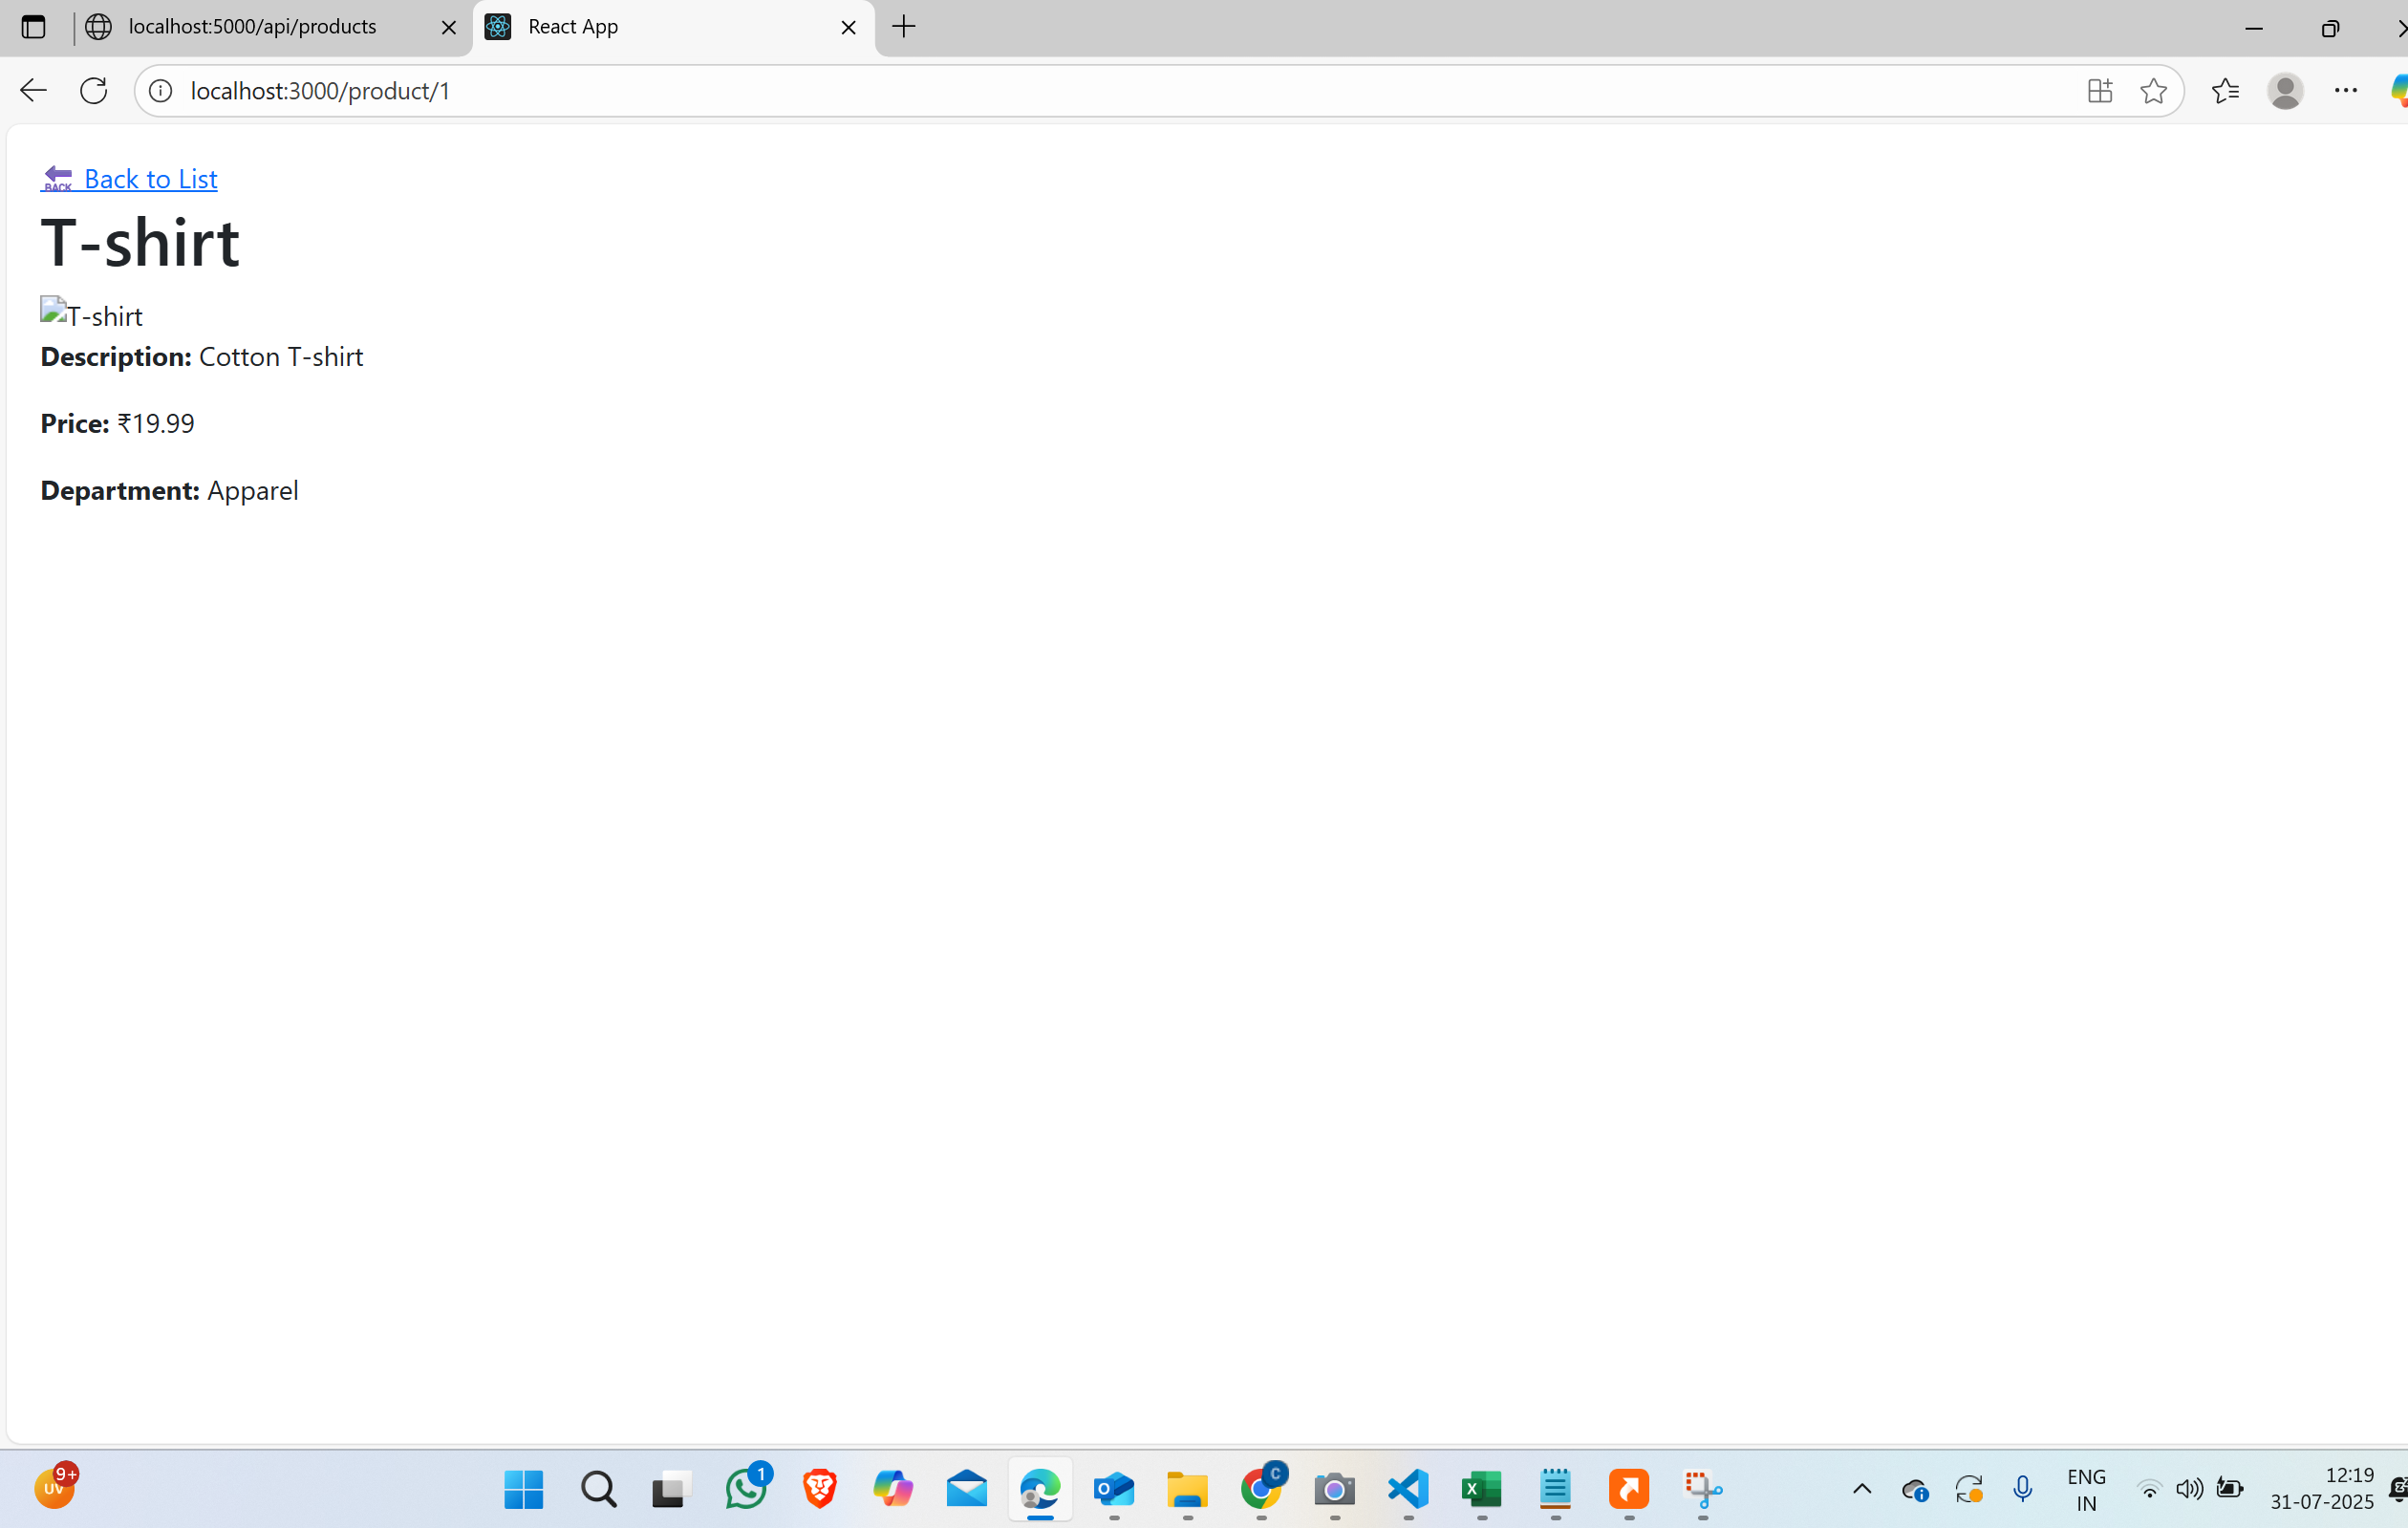 localhost:5000/api/products
React App
localhost:3000/product/1
BACK Back to List
T-shirt
T-shirt
Description: Cotton T-shirt
Price: ₹19.99
Department: Apparel
UV
9+
1
O
C
X
ENG
IN
12:19
31-07-2025